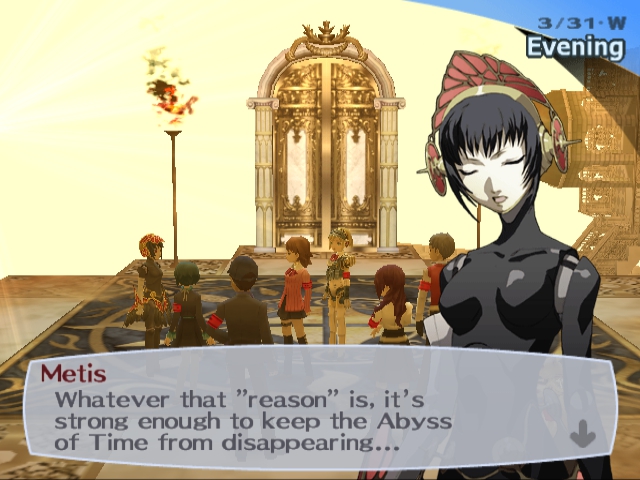 3/31·W
Evening
Metis
Whatever that "reason" is, it's
strong enough to keep the Abyss
of Time from disappearing...